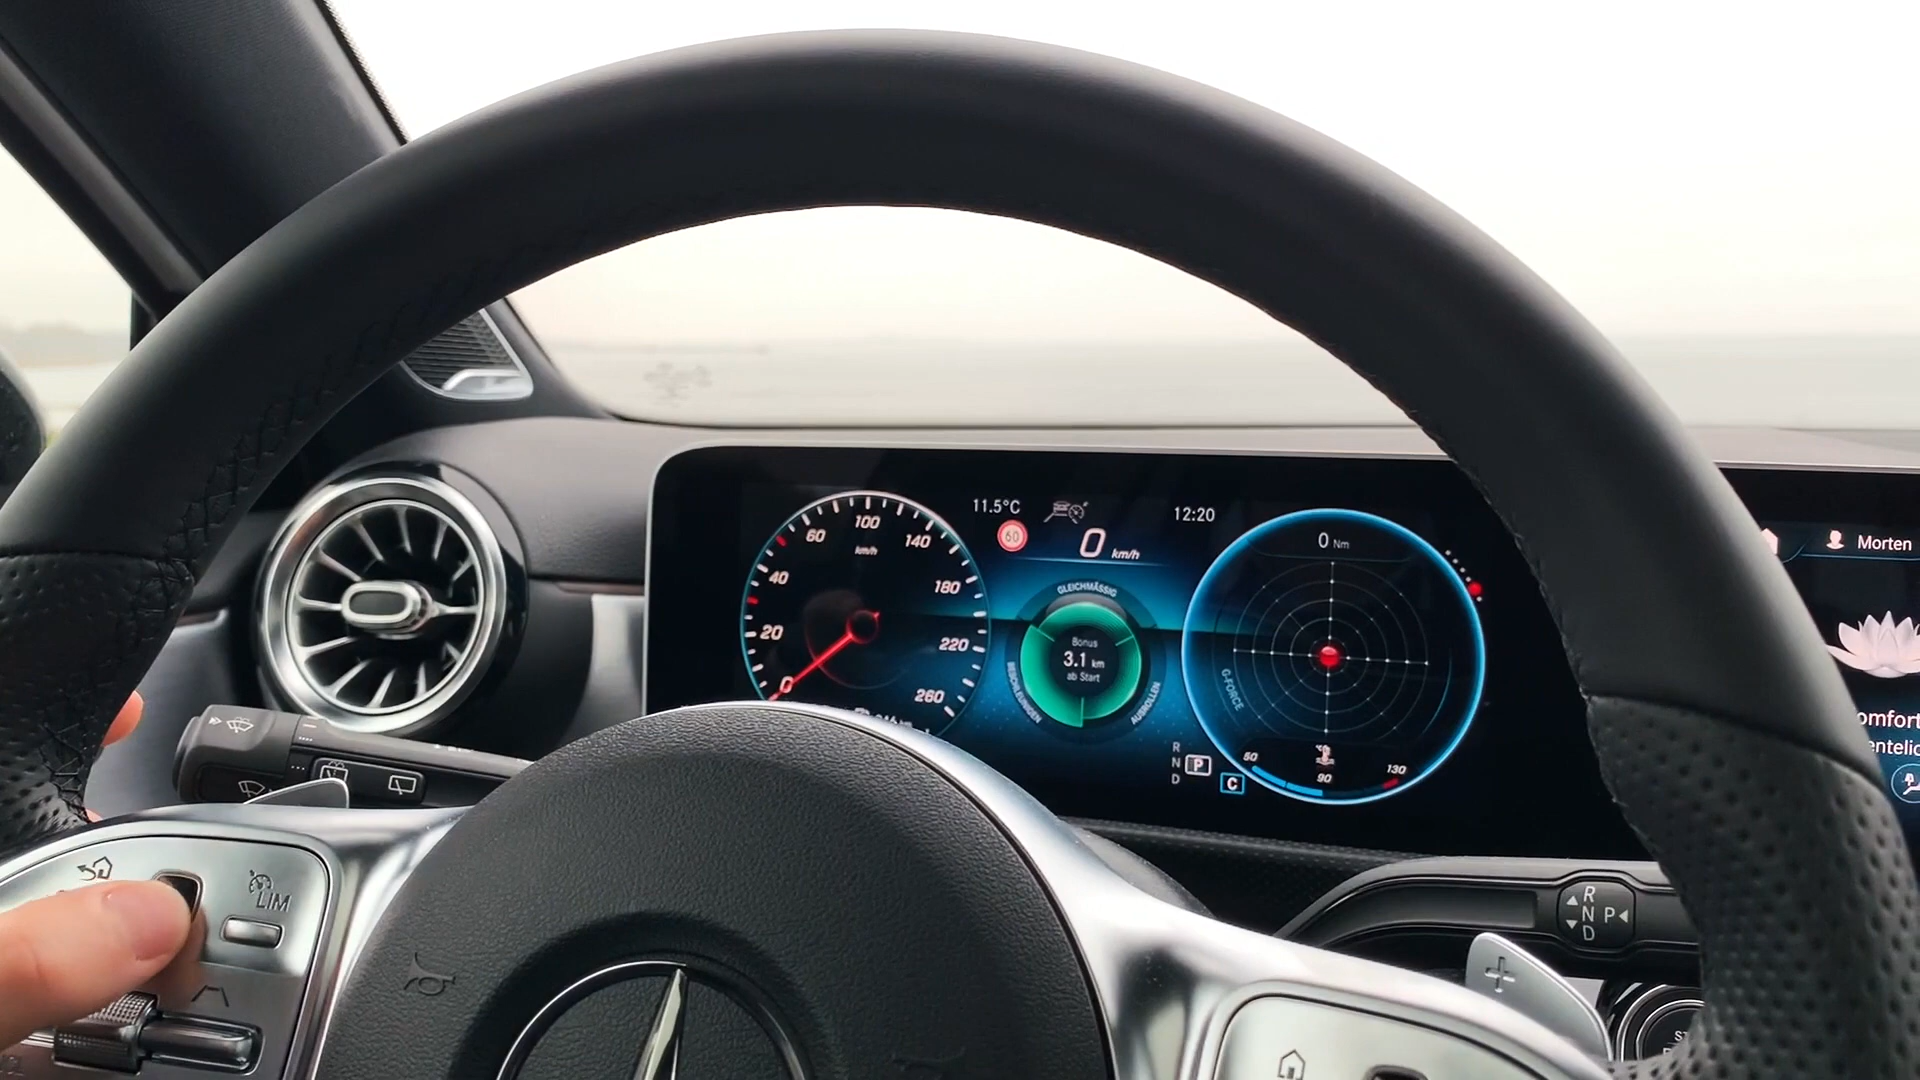 11.5°C
12:20
60
0 km/h
0 Nm
60
100
140
km/h
40
180
20
220
0
260
GLEICHMÄSSIG
Bonus
3.1 km
ab Start
BESCHLEUNIGEN
AUSROLLEN
G-FORCE
R
N P
D
C
50
90
130
Morten
LIM
R
N P
D
+